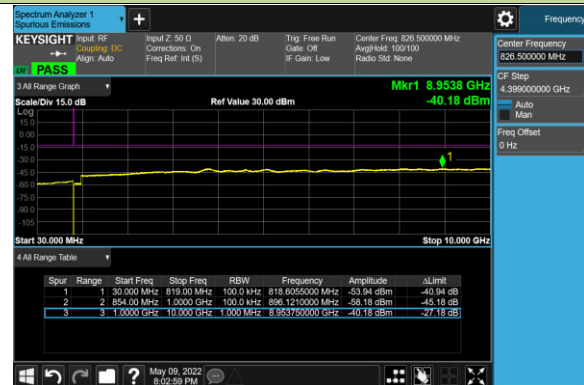 Spectrum Analyzer 1
Spurious Emissions
Frequency
KEYSIGHT Input: RF
Coupling: DC
Align: Auto
Input Z: 50 Ω
Corrections: On
Freq Ref: Int (S)
Atten: 20 dB
Trig: Free Run
Gate: Off
IF Gain: Low
Center Freq: 826.500000 MHz
Avg|Hold: 100/100
Radio Std: None
PASS
Center Frequency
826.500000 MHz
CF Step
4.399000000 GHz
Auto
Man
Freq Offset
0 Hz
3 All Range Graph
Mkr1 8.9538 GHz
Scale/Div 15.0 dB
Ref Value 30.00 dBm
-40.18 dBm
Log
15.0
0.00
-15.0
-30.0
-45.0
-60.0
-75.0
-90.0
-105
1
Start 30.000 MHz
Stop 10.000 GHz
4 All Range Table
Spur Range Start Freq Stop Freq RBW Frequency Amplitude ΔLimit
1 1 30.000 MHz 819.00 MHz 100.0 kHz 818.6055000 MHz -53.94 dBm -40.94 dB
2 2 854.00 MHz 1.0000 GHz 100.0 kHz 896.1210000 MHz -58.18 dBm -45.18 dB
3 3 1.0000 GHz 10.000 GHz 1.000 MHz 8.953750000 GHz -40.18 dBm -27.18 dB
May 09, 2022
8:02:59 PM